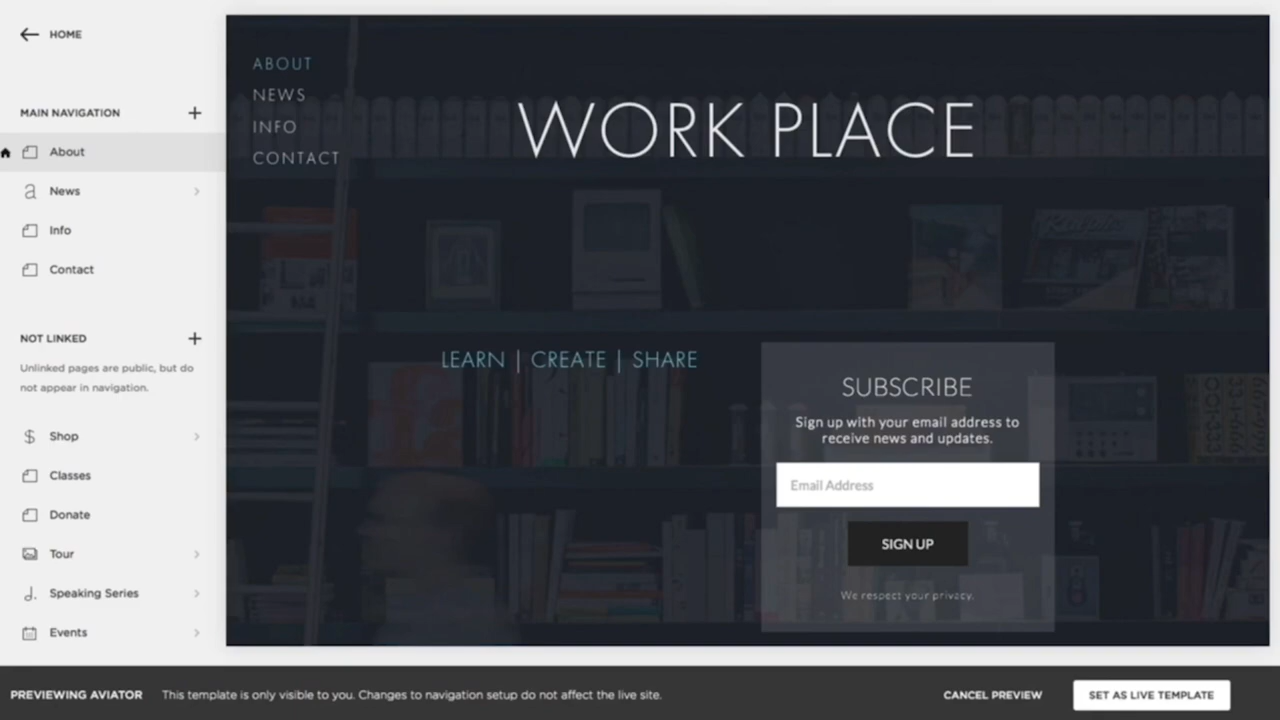 HOME
MAIN NAVIGATION
About
News
Info
Contact
NOT LINKED
Unlinked pages are public, but do
not appear in navigation.
Shop
Classes
Donate
Tour
Speaking Series
Events
ABOUT
NEWS
INFO
CONTACT
WORK PLACE
LEARN | CREATE | SHARE
SUBSCRIBE
Sign up with your email address to
receive news and updates.
Email Address
SIGN UP
We respect your privacy.
PREVIEWING AVIATOR
This template is only visible to you. Changes to navigation setup do not affect the live site.
CANCEL PREVIEW
SET AS LIVE TEMPLATE